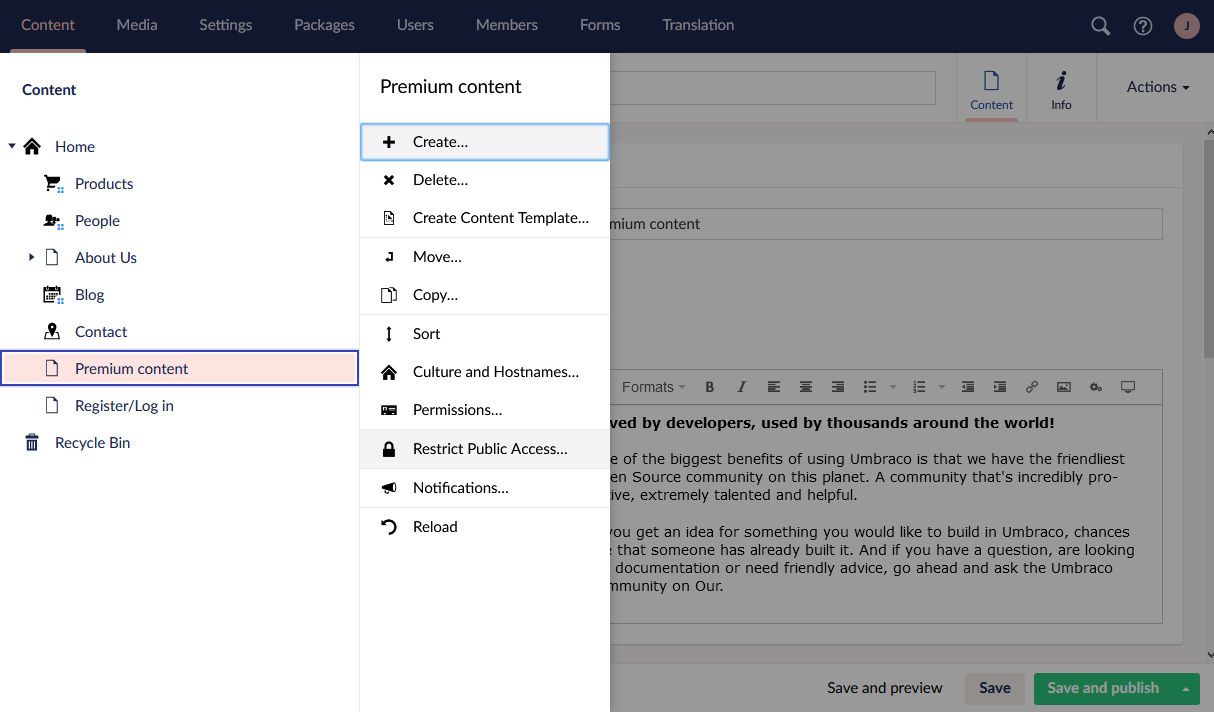 Content Media Settings Packages Users Members Forms Translation J
Content
Home
Products
People
About Us
Blog
Contact
Premium content
Register/Log in
Recycle Bin
Premium content
Create...
Delete...
Create Content Template...
Move...
Copy...
Sort
Culture and Hostnames...
Permissions...
Restrict Public Access...
Notifications...
Reload
Content
Info
Actions
mium content
Formats B I
ved by developers, used by thousands around the world!
e of the biggest benefits of using Umbraco is that we have the friendliest
en Source community on this planet. A community that's incredibly pro-
tive, extremely talented and helpful.
you get an idea for something you would like to build in Umbraco, chances
e that someone has already built it. And if you have a question, are looking
documentation or need friendly advice, go ahead and ask the Umbraco
mmunity on Our.
Save and preview Save Save and publish